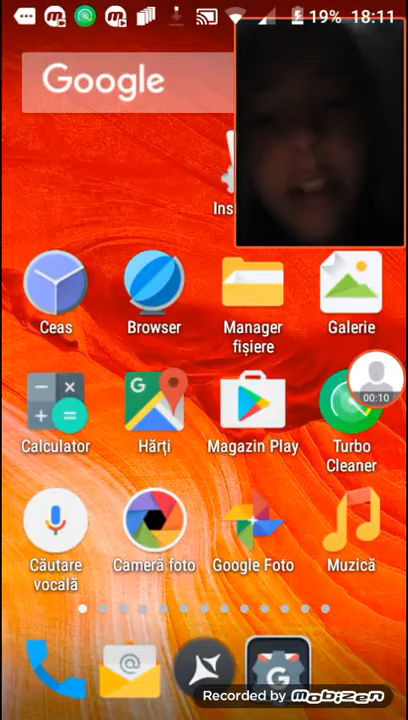 19% 18:11
Google
Ins
Ceas
Browser
Manager
fișiere
Galerie
00:10
Calculator
Hărți
Magazin Play
Turbo
Cleaner
Căutare
vocală
Cameră foto
Google Foto
Muzică
Recorded by mobizen